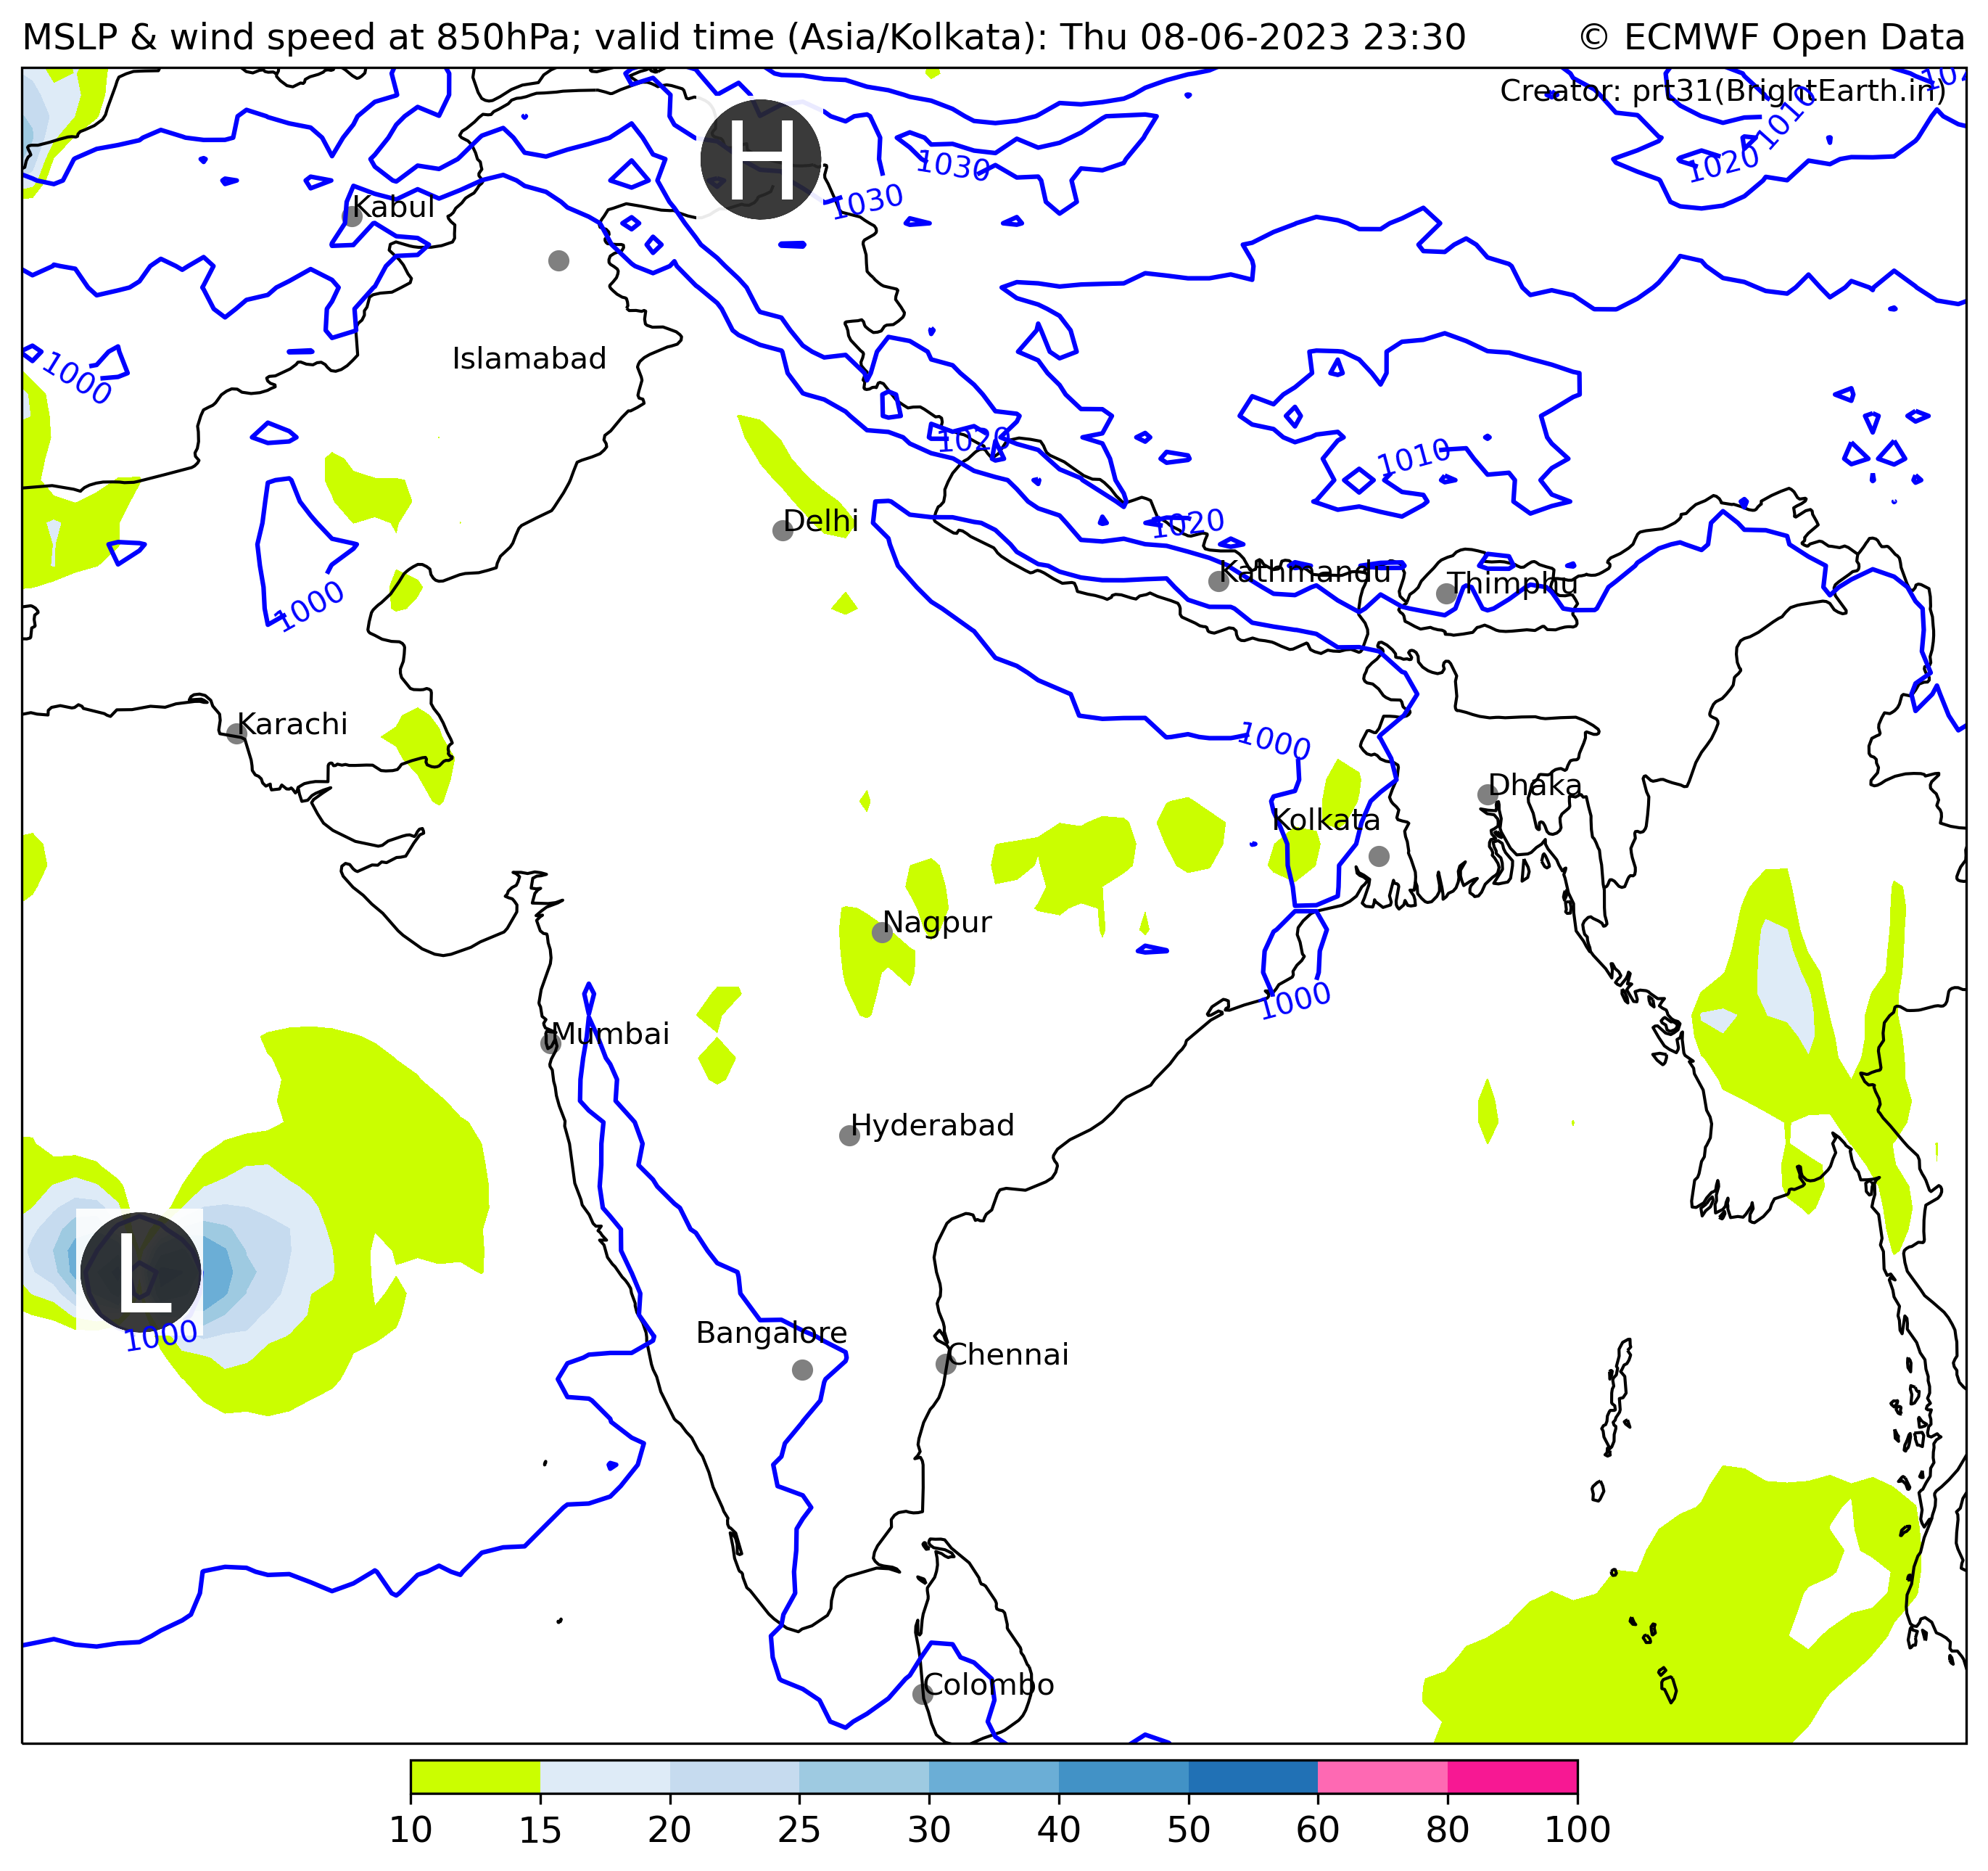 MSLP & wind speed at 850hPa; valid time (Asia/Kolkata): Thu 08-06-2023 23:30
© ECMWF Open Data
Creator: prt31(BrightEarth.in)
1010
1020
H
1030
1030
Kabul
Islamabad
1000
1020
1010
Delhi
1020
Kathmandu
Thimphu
1000
Karachi
1000
Dhaka
Kolkata
Nagpur
1000
Mumbai
Hyderabad
L
1000
Bangalore
Chennai
Colombo
10 15 20 25 30 40 50 60 80 100